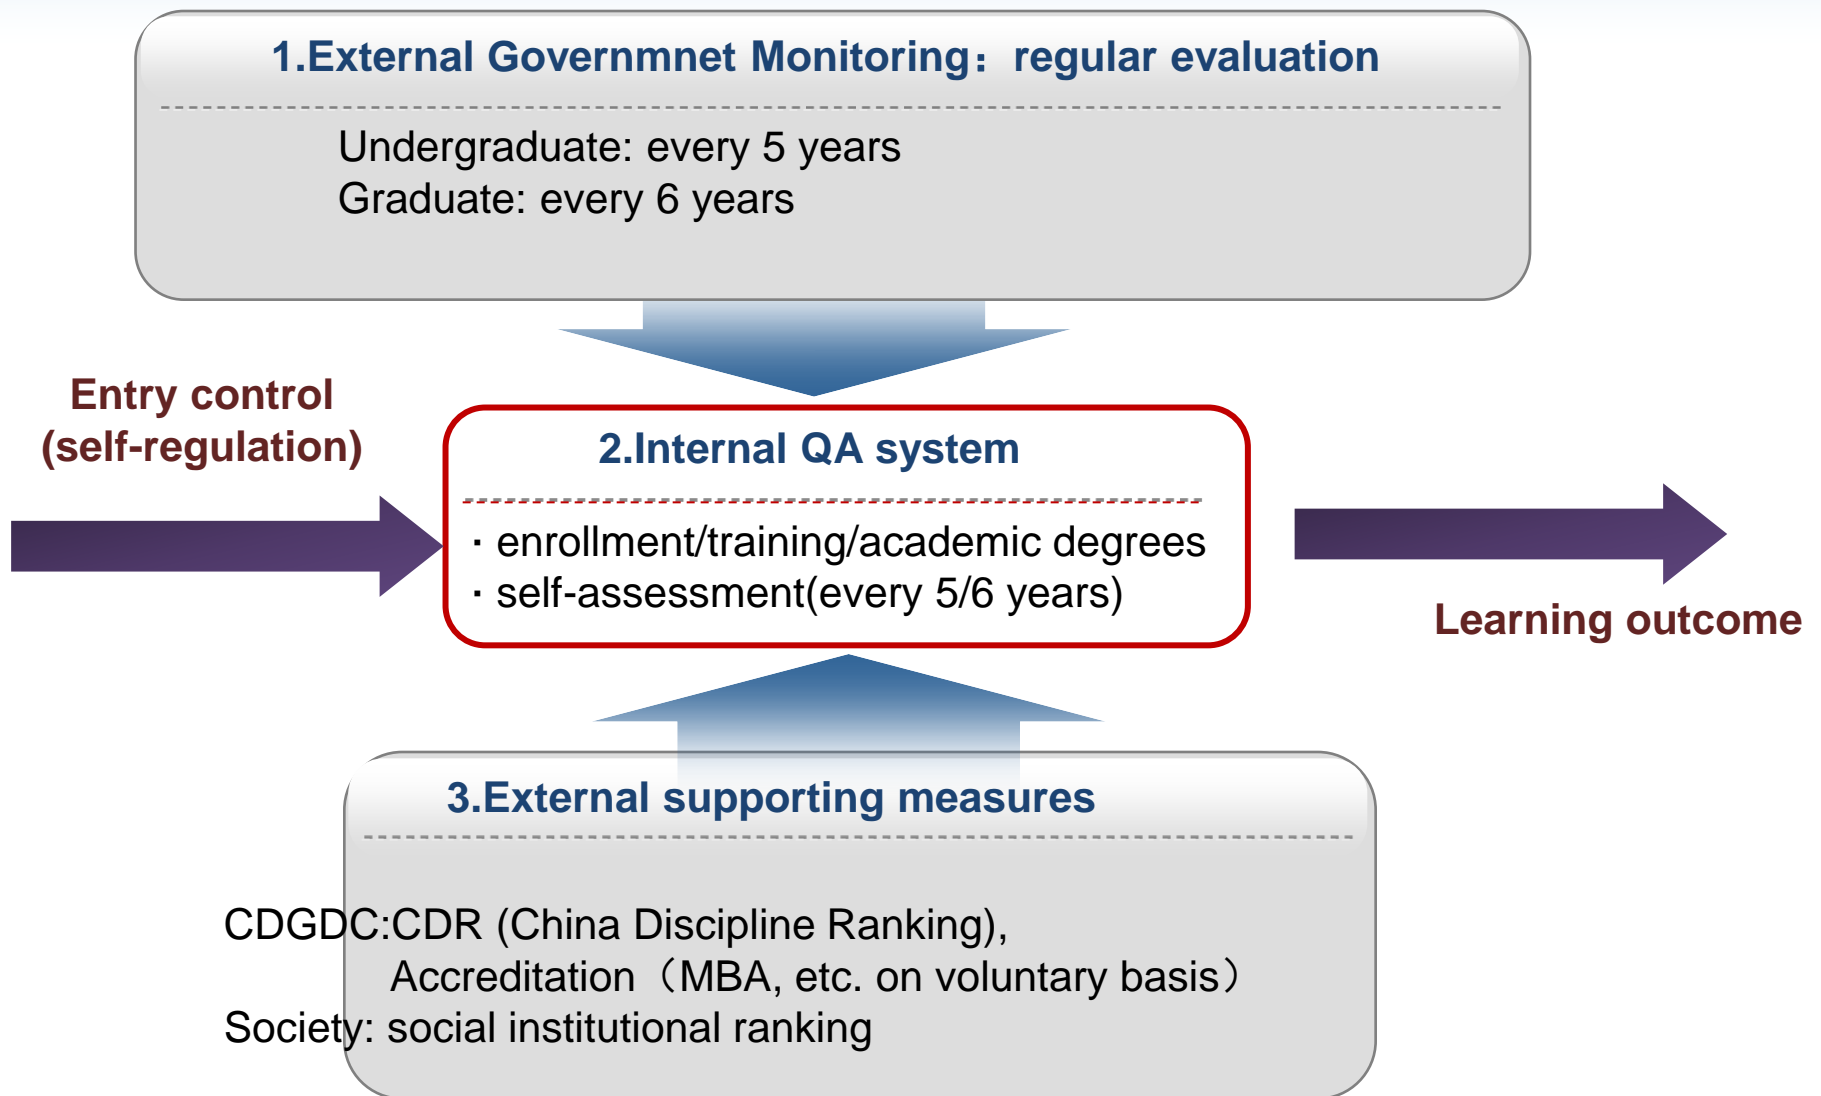 1.External Governmnet Monitoring：regular evaluation
Undergraduate: every 5 years
Graduate: every 6 years
Entry control
(self-regulation)
2.Internal QA system
· enrollment/training/academic degrees
· self-assessment(every 5/6 years)
Learning outcome
3.External supporting measures
CDGDC:CDR (China Discipline Ranking),
Accreditation（MBA, etc. on voluntary basis）
Society: social institutional ranking